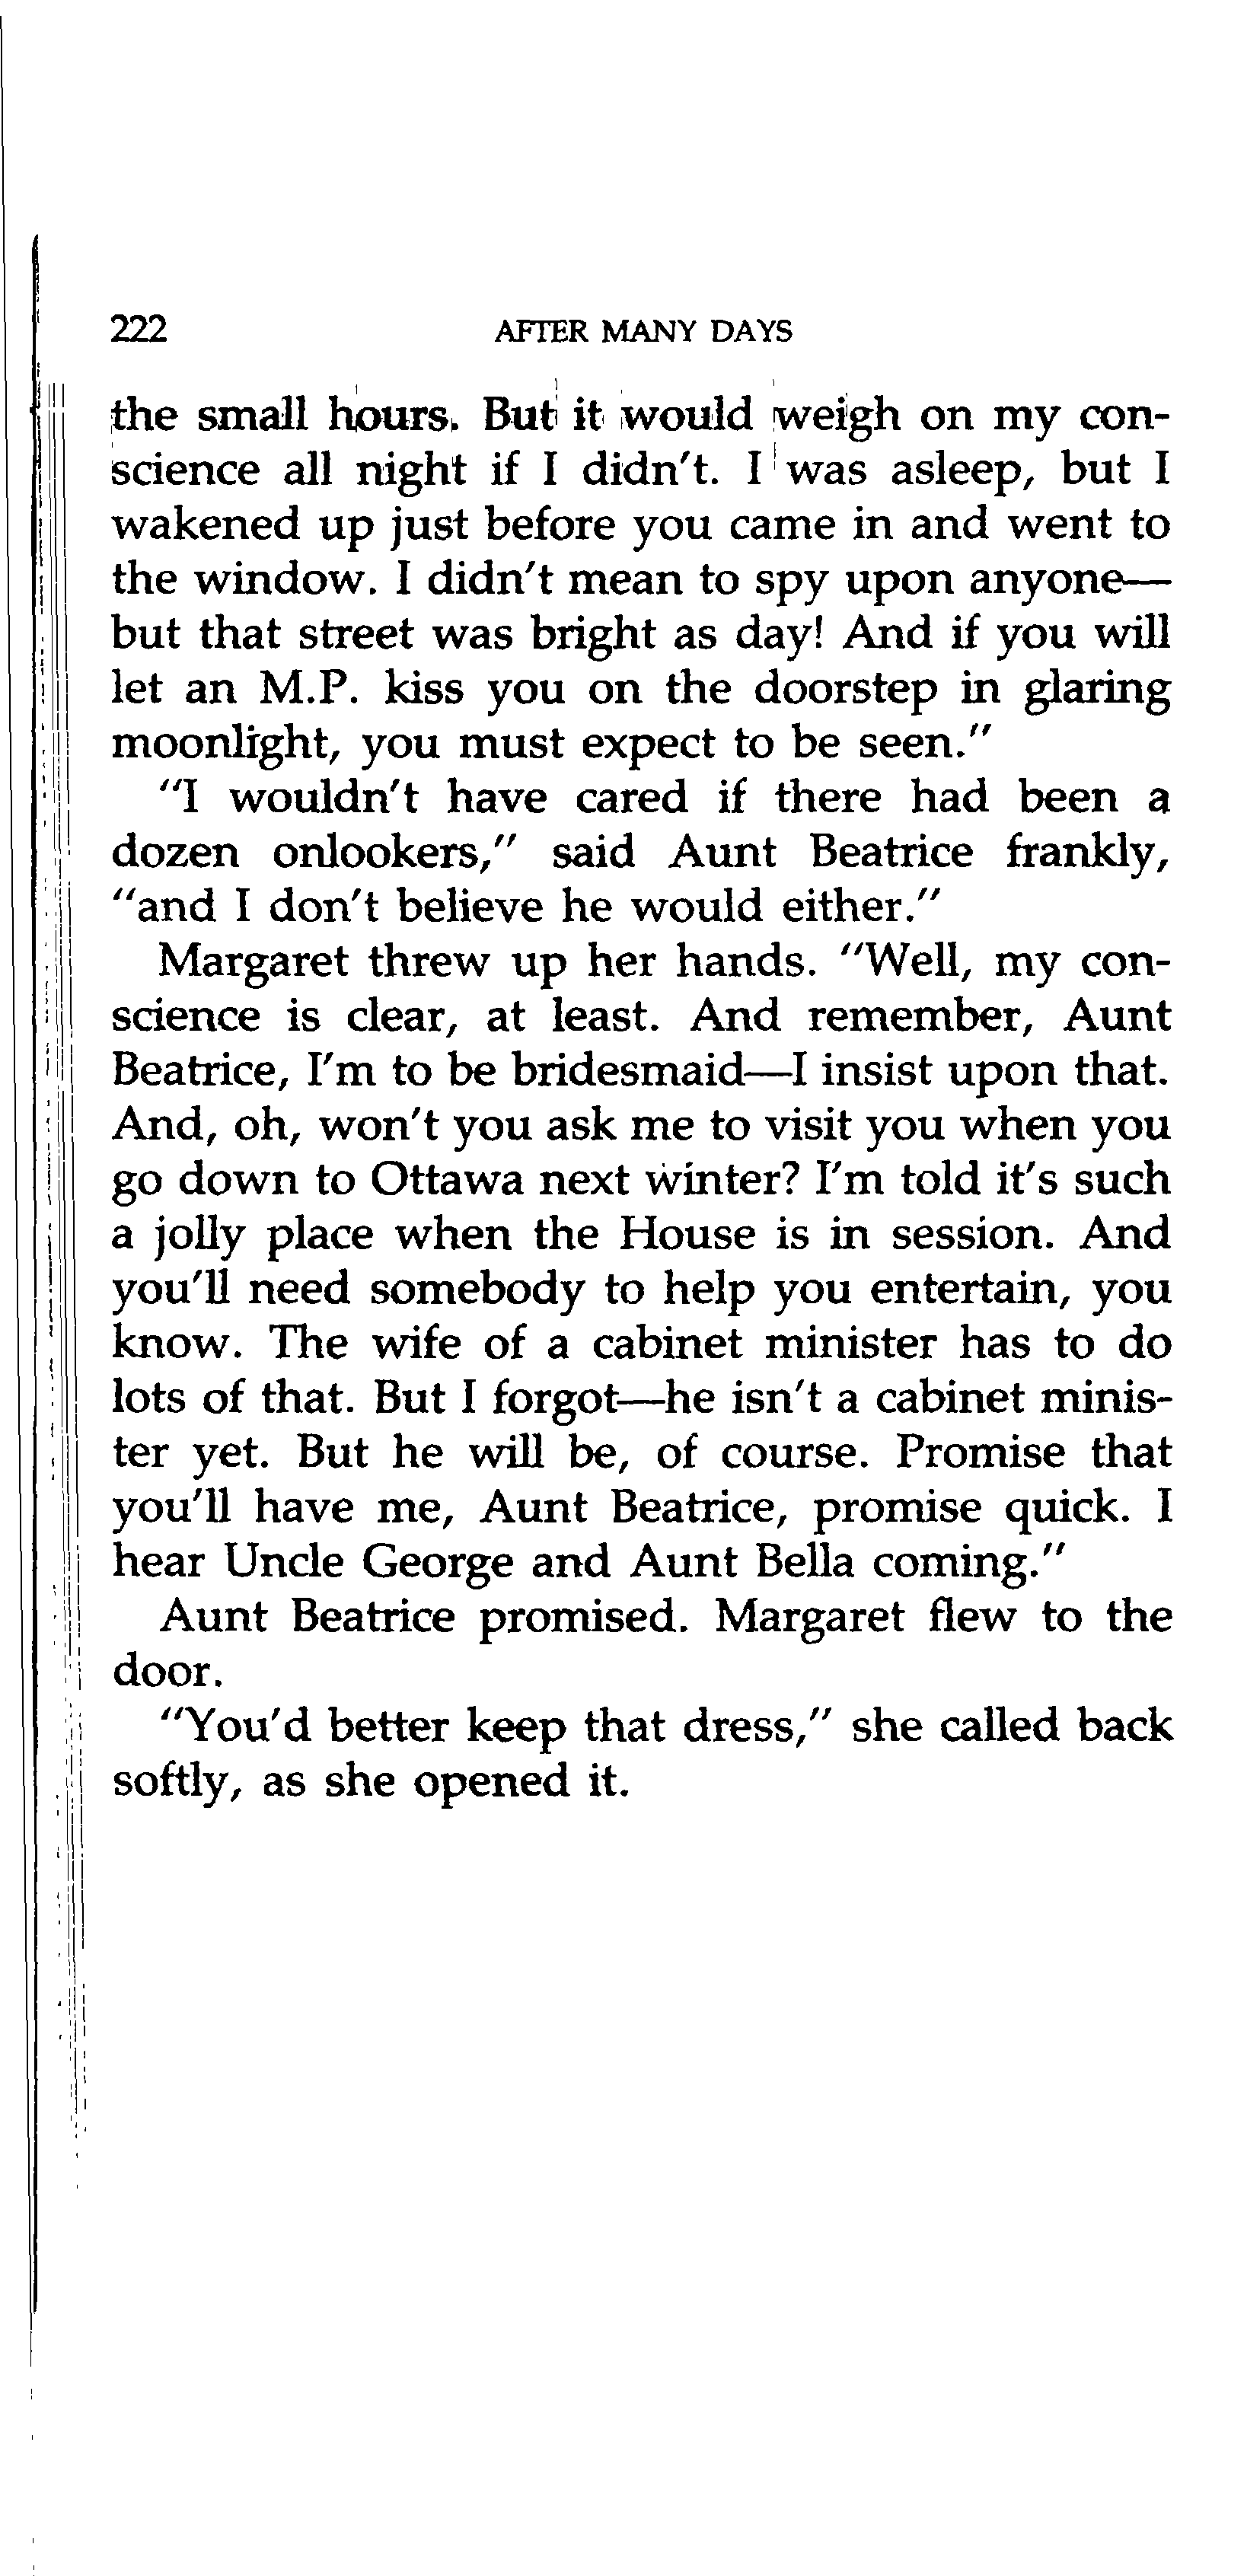 222 AFTER MANY DAYS
the small hours. But it would weigh on my con-
science all night if I didn't. I was asleep, but I
wakened up just before you came in and went to
the window. I didn't mean to spy upon anyone—
but that street was bright as day! And if you will
let an M.P. kiss you on the doorstep in glaring
moonlight, you must expect to be seen."
"I wouldn't have cared if there had been a
dozen onlookers," said Aunt Beatrice frankly,
"and I don't believe he would either."
Margaret threw up her hands. "Well, my con-
science is clear, at least. And remember, Aunt
Beatrice, I'm to be bridesmaid—I insist upon that.
And, oh, won't you ask me to visit you when you
go down to Ottawa next winter? I'm told it's such
a jolly place when the House is in session. And
you'll need somebody to help you entertain, you
know. The wife of a cabinet minister has to do
lots of that. But I forgot—he isn't a cabinet minis-
ter yet. But he will be, of course. Promise that
you'll have me, Aunt Beatrice, promise quick. I
hear Uncle George and Aunt Bella coming."
Aunt Beatrice promised. Margaret flew to the
door.
"You'd better keep that dress," she called back
softly, as she opened it.